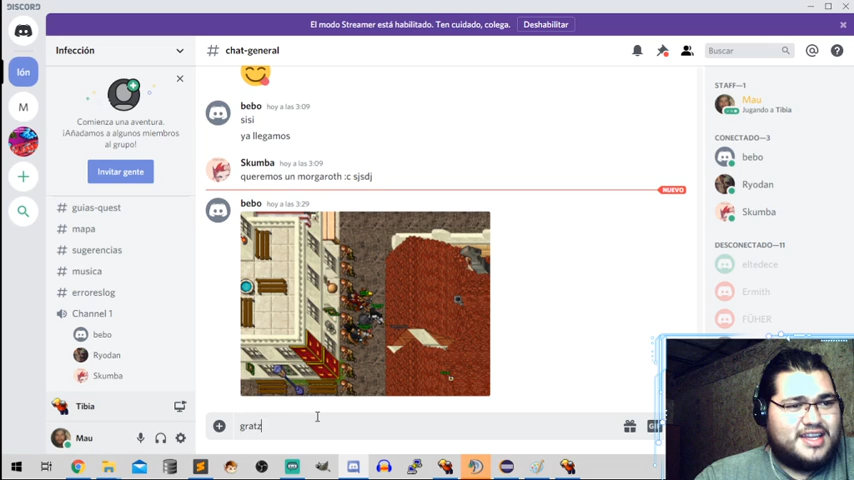 DISCORD
El modo Streamer está habilitado. Ten cuidado, colega.
Deshabilitar
Infección
# chat-general
Buscar
Ión
M
Comienza una aventura.
¡Añadamos a algunos miembros
al grupo!
Invitar gente
# guias-quest
# mapa
# sugerencias
# musica
# erroreslog
Channel 1
bebo
Ryodan
Skumba
Tibia
Mau
bebo hoy a las 3:09
sisi
ya llegamos
Skumba hoy a las 3:09
queremos un morgaroth :c sjsdj
NUEVO
bebo hoy a las 3:29
gratz
GIF
STAFF—1
Mau
Jugando a Tibia
CONECTADO—3
bebo
Ryodan
Skumba
DESCONECTADO—11
eltedece
Ermith
FÜHER